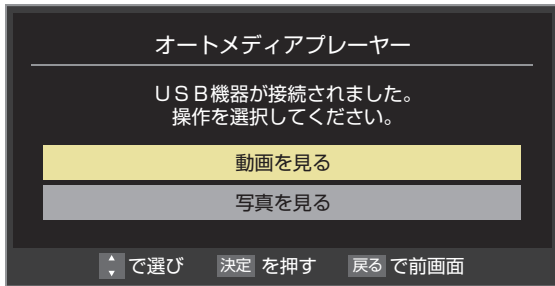 オートメディアプレーヤー
ＵＳＢ機器が接続されました。
操作を選択してください。
動画を見る
写真を見る
で選び 決定 を押す 戻る で前画面